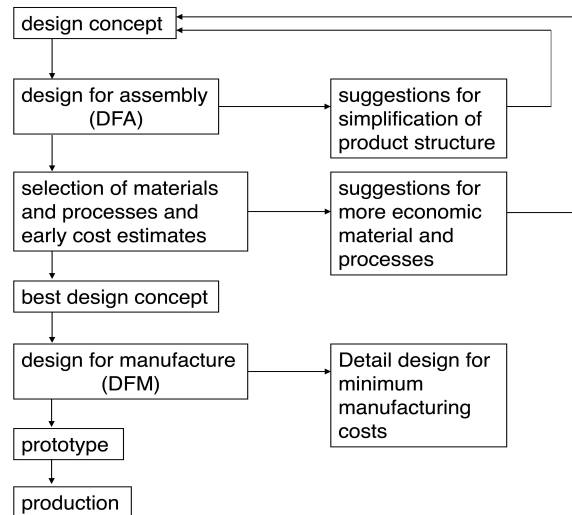 design concept
design for assembly
(DFA)
suggestions for
simplification of
product structure
selection of materials
and processes and
early cost estimates
suggestions for
more economic
material and
processes
best design concept
design for manufacture
(DFM)
Detail design for
minimum
manufacturing
costs
prototype
production